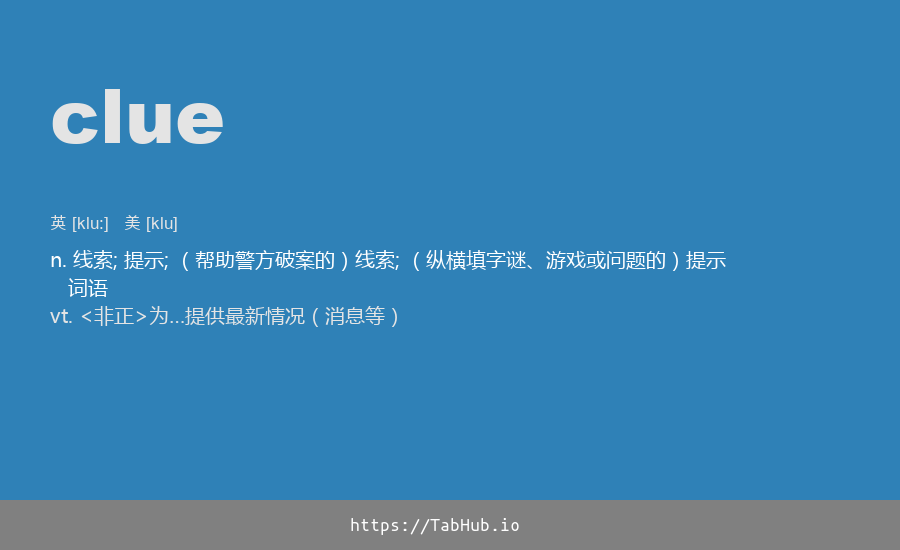 clue
英 [kluː]   美 [klu]
n. 线索; 提示; （帮助警方破案的）线索; （纵横填字谜、游戏或问题的）提示
词语
vt. <非正>为…提供最新情况（消息等）
https://TabHub.io